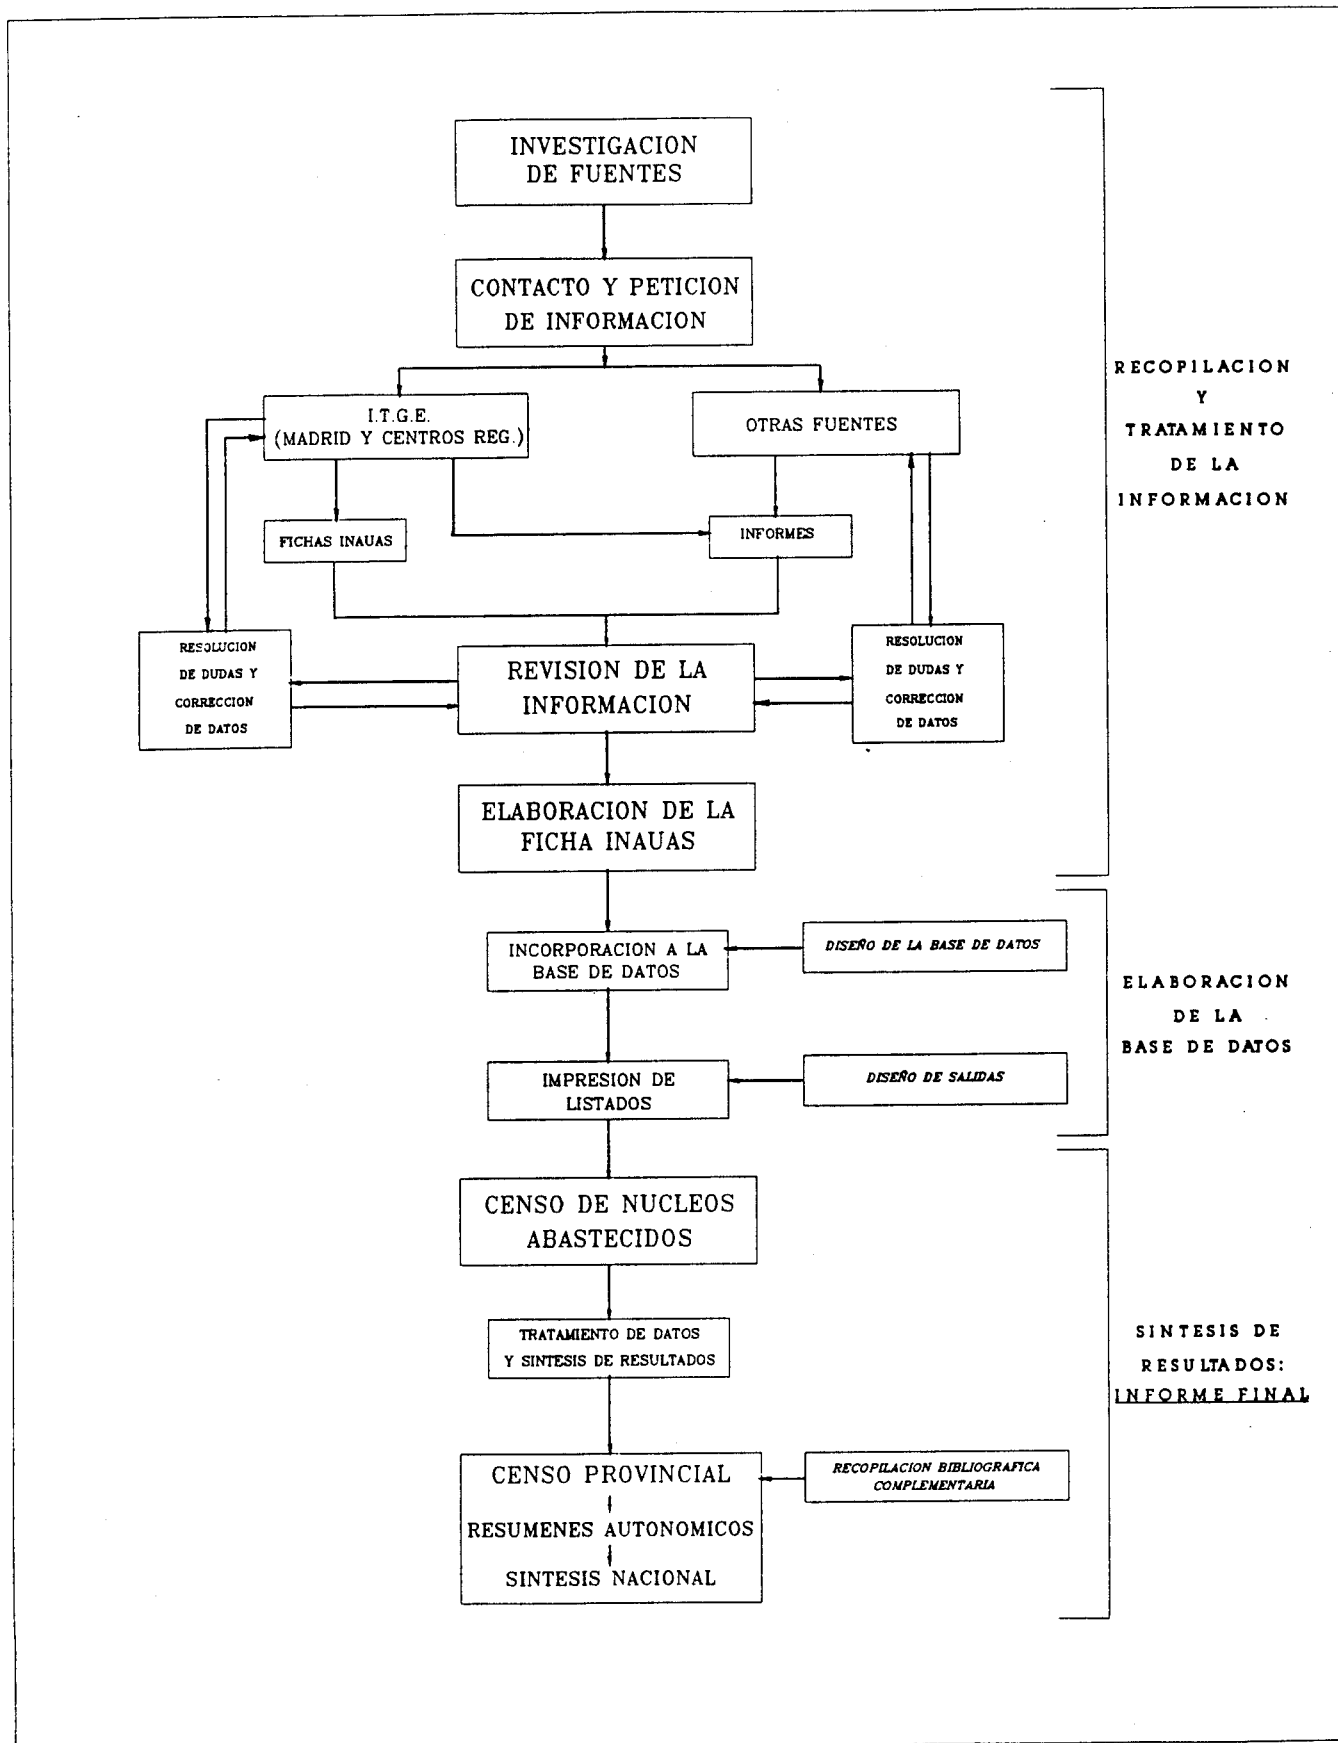 INVESTIGACION
DE FUENTES
CONTACTO Y PETICION
DE INFORMACION
I.T.G.E.
(MADRID Y CENTROS REG.)
OTRAS FUENTES
FICHAS INAUAS
INFORMES
RESOLUCION
DE DUDAS Y
CORRECCION
DE DATOS
REVISION DE LA
INFORMACION
RESOLUCION
DE DUDAS Y
CORRECCION
DE DATOS
ELABORACION DE LA
FICHA INAUAS
RECOPILACION
Y
TRATAMIENTO
DE LA
INFORMACION
INCORPORACION A LA
BASE DE DATOS
DISEÑO DE LA BASE DE DATOS
IMPRESION DE
LISTADOS
DISEÑO DE SALIDAS
ELABORACION
DE LA
BASE DE DATOS
CENSO DE NUCLEOS
ABASTECIDOS
TRATAMIENTO DE DATOS
Y SINTESIS DE RESULTADOS
CENSO PROVINCIAL
RESUMENES AUTONOMICOS
SINTESIS NACIONAL
RECOPILACION BIBLIOGRAFICA
COMPLEMENTARIA
SINTESIS DE
RESULTADOS:
INFORME FINAL